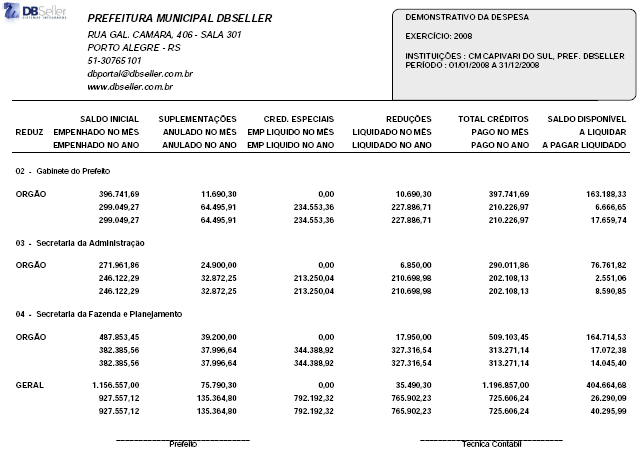 DBSeller
SISTEMAS INTEGRADOS
PREFEITURA MUNICIPAL DBSELLER
RUA GAL. CAMARA, 406 - SALA 301
PORTO ALEGRE - RS
51-30765101
dbportal@dbseller.com.br
www.dbseller.com.br
DEMONSTRATIVO DA DESPESA
EXERCÍCIO: 2008
INSTITUIÇÕES : CM CAPIVARI DO SUL, PREF. DBSELLER
PERÍODO : 01/01/2008 A 31/12/2008
SALDO INICIAL SUPLEMENTAÇÕES CRED. ESPECIAIS REDUÇÕES TOTAL CRÉDITOS SALDO DISPONÍVEL
REDUZ EMPENHADO NO MÊS ANULADO NO MÊS EMP LIQUIDO NO MÊS LIQUIDADO NO MÊS PAGO NO MÊS A LIQUIDAR
EMPENHADO NO ANO ANULADO NO ANO EMP LIQUIDO NO ANO LIQUIDADO NO ANO PAGO NO ANO A PAGAR LIQUIDADO
02 - Gabinete do Prefeito
ORGÃO 396.741,69 11.690,30 0,00 10.690,30 397.741,69 163.188,33
299.049,27 64.495,91 234.553,36 227.886,71 210.226,97 6.666,65
299.049,27 64.495,91 234.553,36 227.886,71 210.226,97 17.659,74
03 - Secretaria da Administração
ORGÃO 271.961,86 24.900,00 0,00 6.850,00 290.011,86 76.761,82
246.122,29 32.872,25 213.250,04 210.698,98 202.108,13 2.551,06
246.122,29 32.872,25 213.250,04 210.698,98 202.108,13 8.590,85
04 - Secretaria da Fazenda e Planejamento
ORGÃO 487.853,45 39.200,00 0,00 17.950,00 509.103,45 164.714,53
382.385,56 37.996,64 344.388,92 327.316,54 313.271,14 17.072,38
382.385,56 37.996,64 344.388,92 327.316,54 313.271,14 14.045,40
GERAL 1.156.557,00 75.790,30 0,00 35.490,30 1.196.857,00 404.664,68
927.557,12 135.364,80 792.192,32 765.902,23 725.606,24 26.290,09
927.557,12 135.364,80 792.192,32 765.902,23 725.606,24 40.295,99
Prefeito Tecnica Contabil